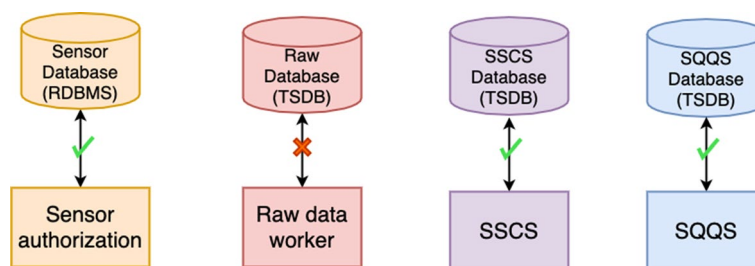 Sensor
Database
(RDBMS)
Raw
Database
(TSDB)
SSCS
Database
(TSDB)
SQQS
Database
(TSDB)
Sensor
authorization
Raw data
worker
SSCS
SQQS